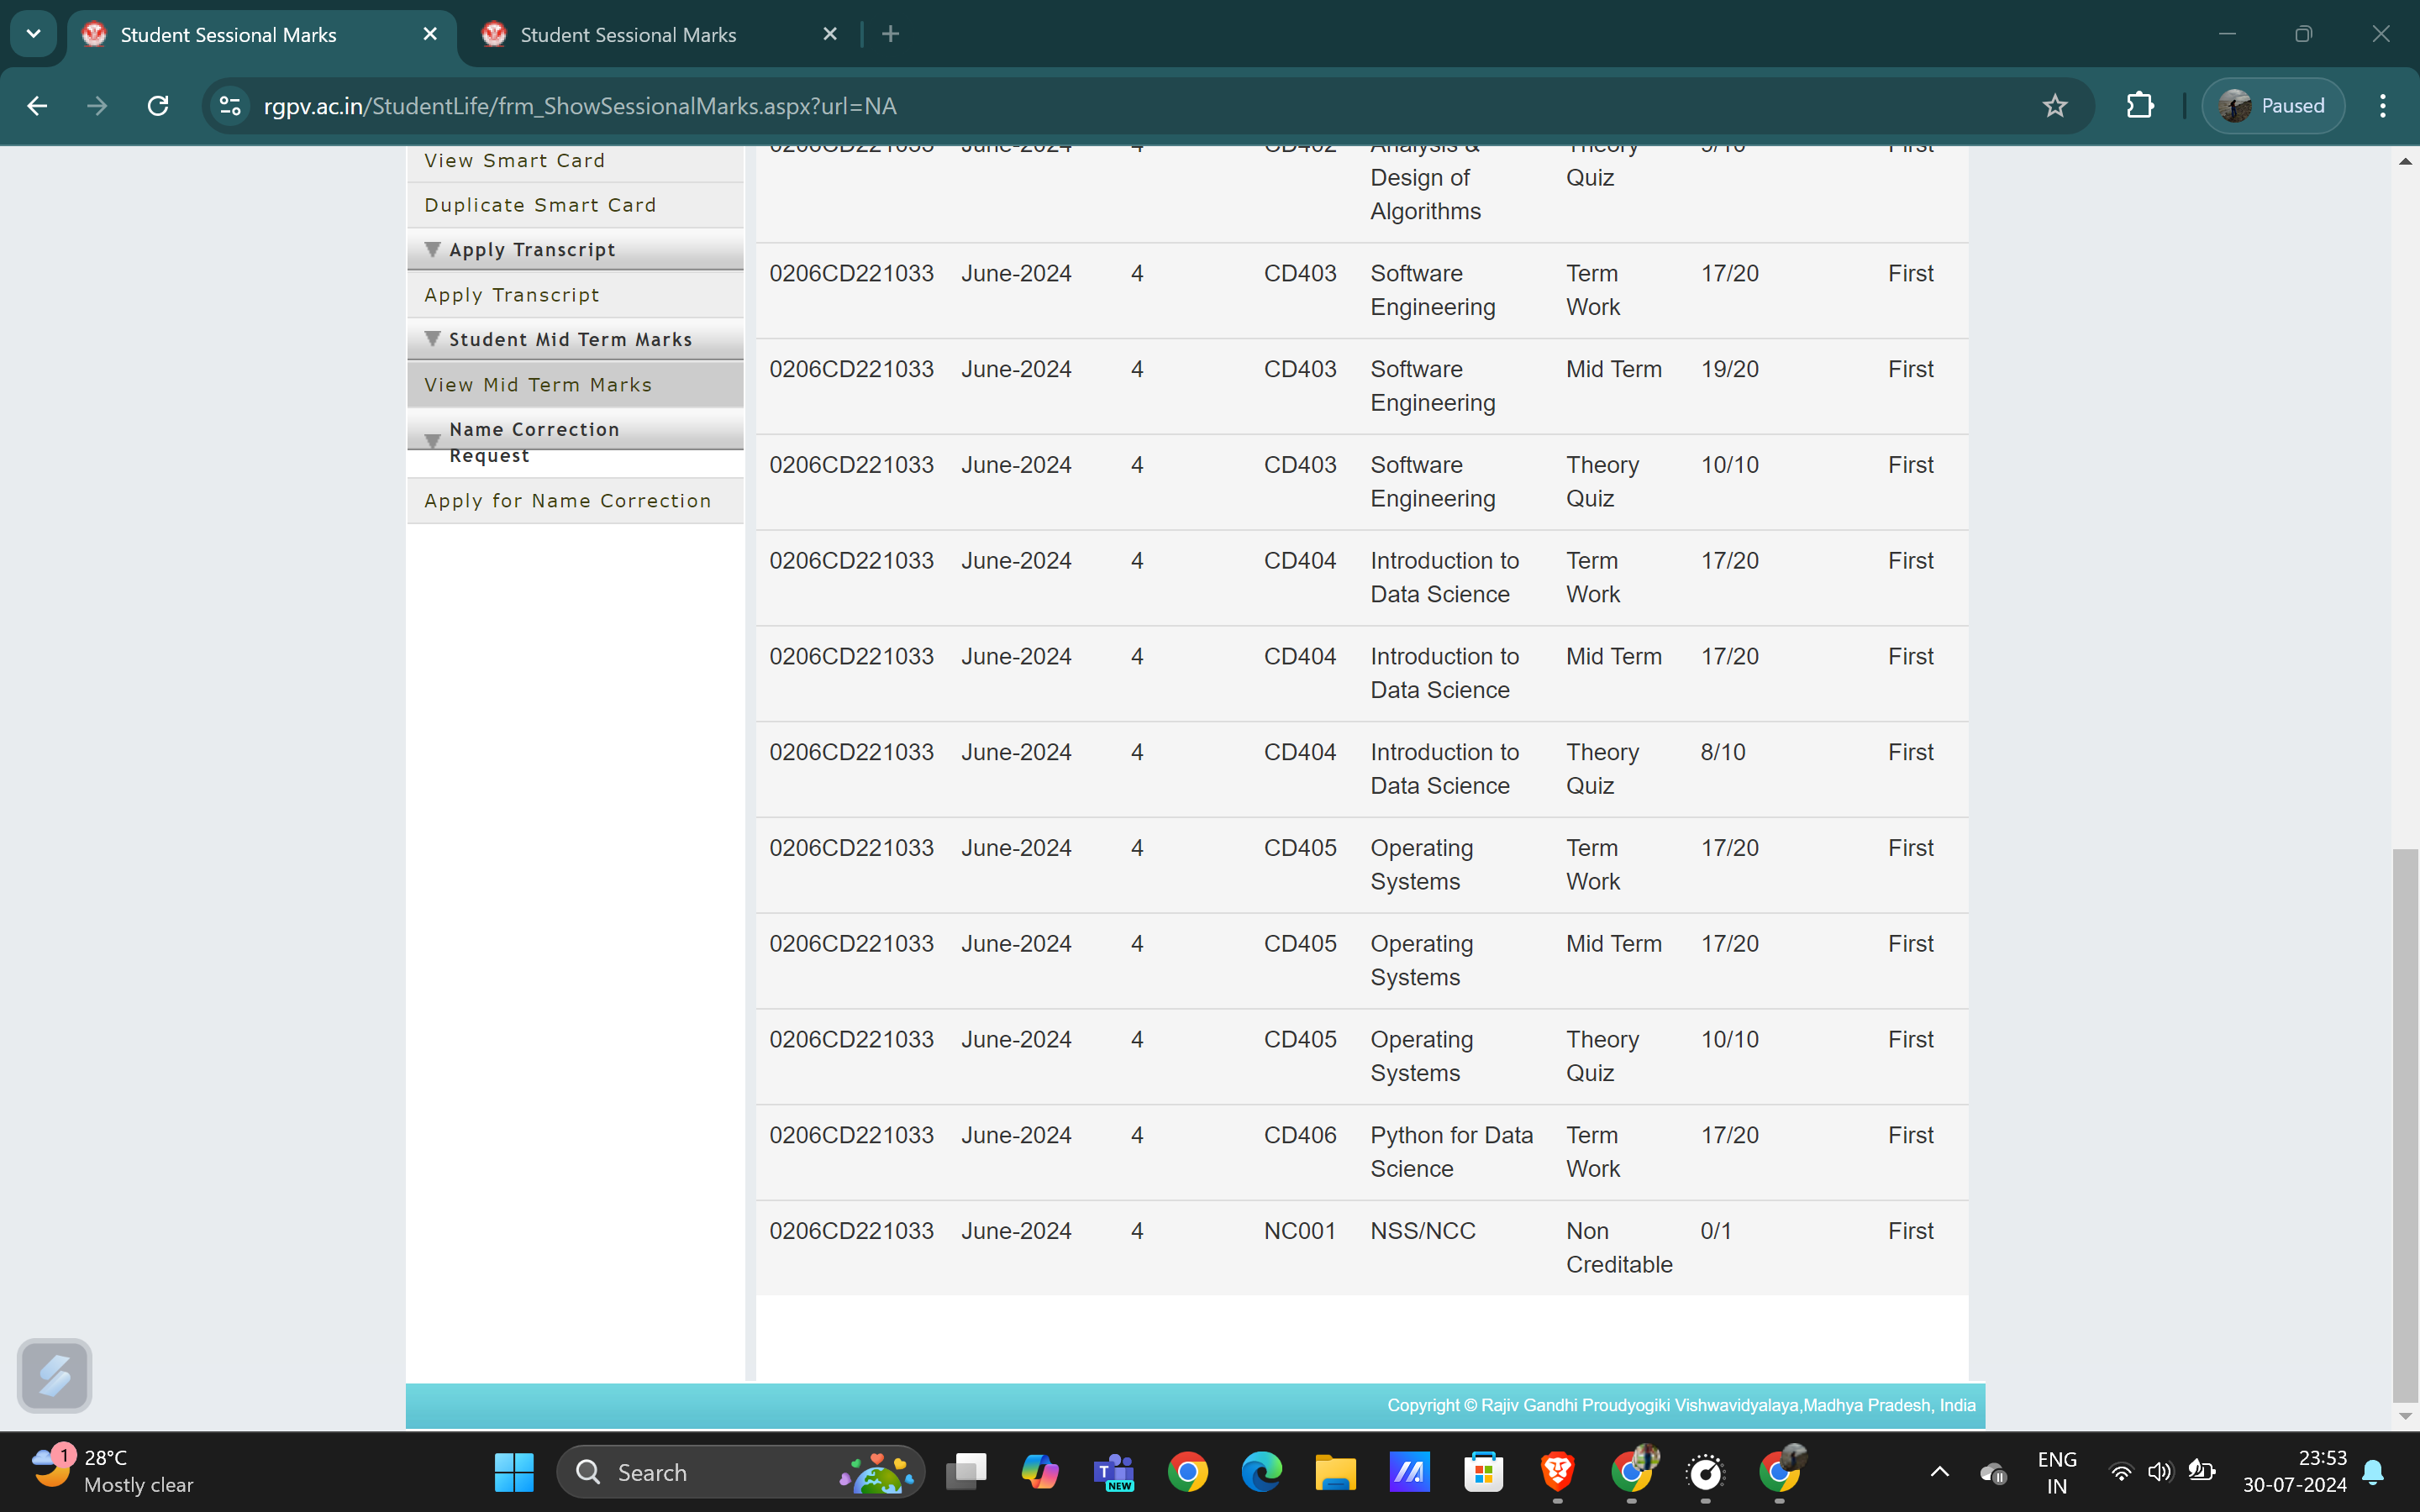 Student Sessional Marks
Student Sessional Marks
rgpv.ac.in/StudentLife/frm_ShowSessionalMarks.aspx?url=NA
Paused
View Smart Card
Duplicate Smart Card
Apply Transcript
Apply Transcript
Student Mid Term Marks
View Mid Term Marks
Name Correction
Request
Apply for Name Correction
0206CD221033 June-2024 4 CD402 Analysis & Theory 9/10 First
Design of Quiz
Algorithms
0206CD221033 June-2024 4 CD403 Software Term 17/20 First
Engineering Work
0206CD221033 June-2024 4 CD403 Software Mid Term 19/20 First
Engineering
0206CD221033 June-2024 4 CD403 Software Theory 10/10 First
Engineering Quiz
0206CD221033 June-2024 4 CD404 Introduction to Term 17/20 First
Data Science Work
0206CD221033 June-2024 4 CD404 Introduction to Mid Term 17/20 First
Data Science
0206CD221033 June-2024 4 CD404 Introduction to Theory 8/10 First
Data Science Quiz
0206CD221033 June-2024 4 CD405 Operating Term 17/20 First
Systems Work
0206CD221033 June-2024 4 CD405 Operating Mid Term 17/20 First
Systems
0206CD221033 June-2024 4 CD405 Operating Theory 10/10 First
Systems Quiz
0206CD221033 June-2024 4 CD406 Python for Data Term 17/20 First
Science Work
0206CD221033 June-2024 4 NC001 NSS/NCC Non 0/1 First
Creditable
Copyright © Rajiv Gandhi Proudyogiki Vishwavidyalaya,Madhya Pradesh, India
1
28°C
Mostly clear
Search
T
NEW
ENG
IN
23:53
30-07-2024